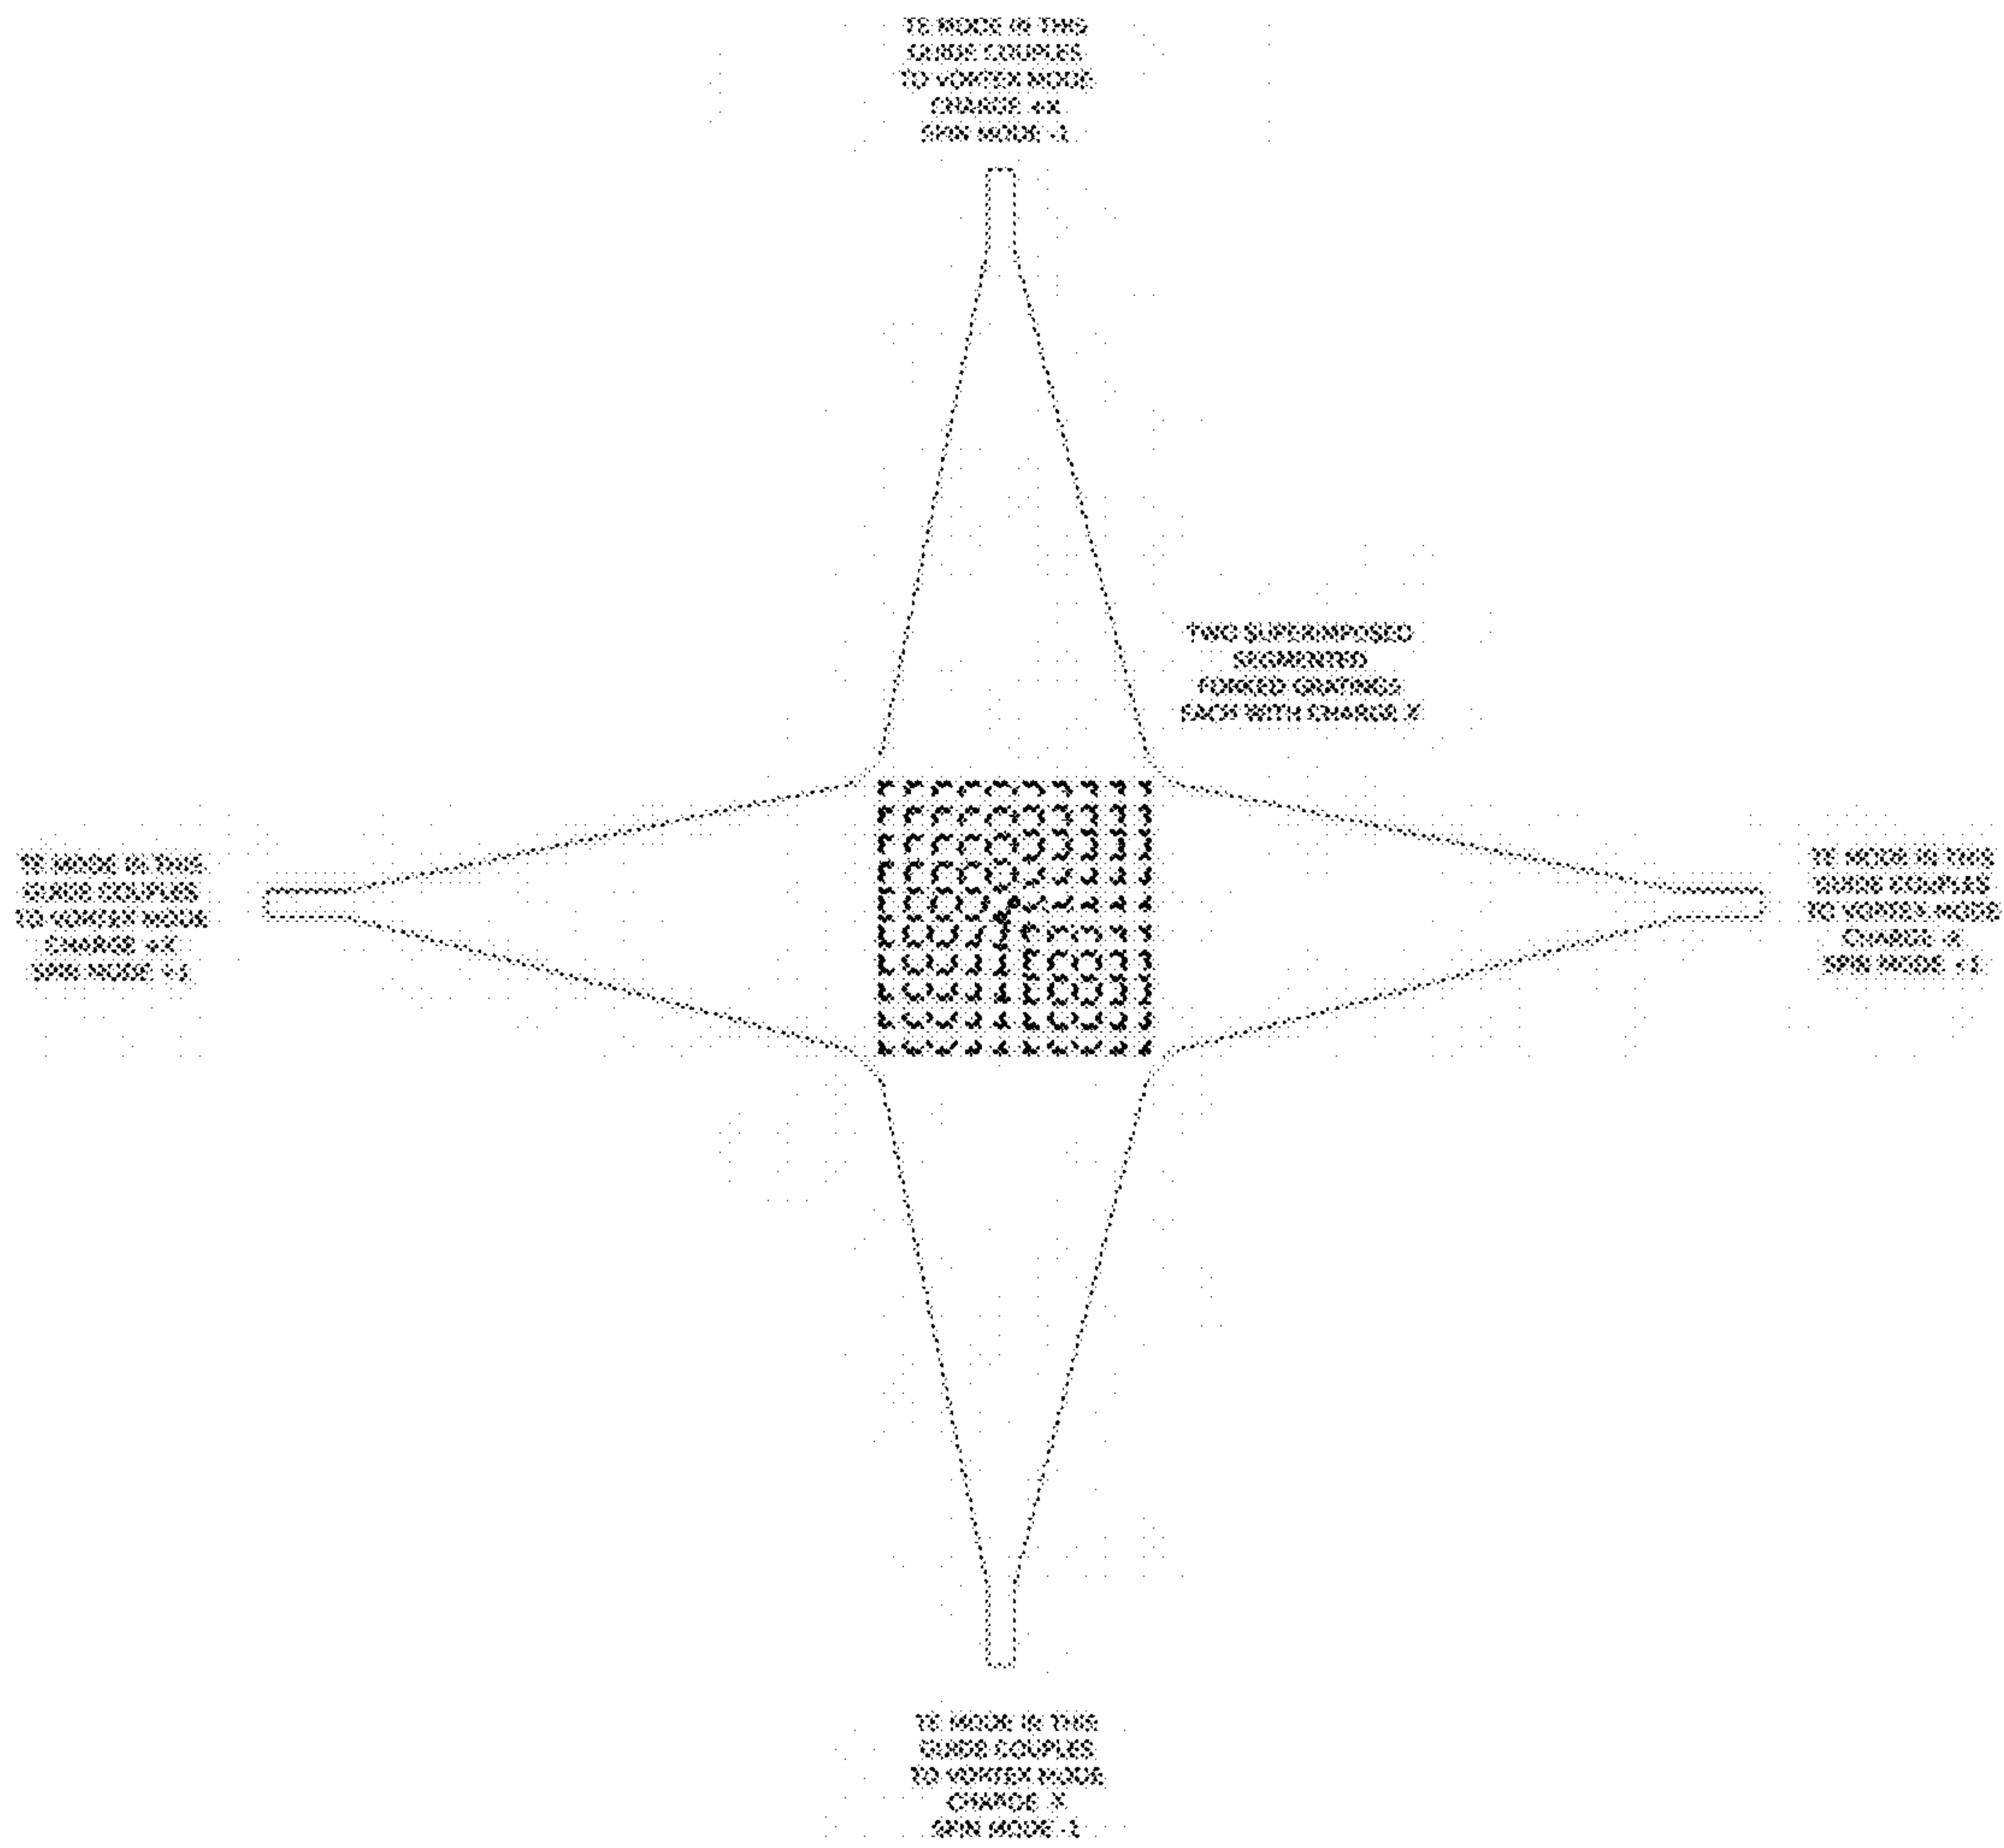 TE MODE IN THIS
GUIDE COUPLES
TO VORTEX MODE
CHARGE +X
SPIN MODE -1
TWO SUPERIMPOSED
SEGMENTED
FORKED GRATINGS
EACH WITH CHARGE X
TE MODE IN THIS
GUIDE COUPLES
TO VORTEX MODE
CHARGE +X
SPIN MODE +1
TE MODE IN THIS
GUIDE COUPLES
TO VORTEX MODE
CHARGE -X
SPIN MODE +1
TE MODE IN THIS
GUIDE COUPLES
TO VORTEX MODE
CHARGE -X
SPIN MODE -1